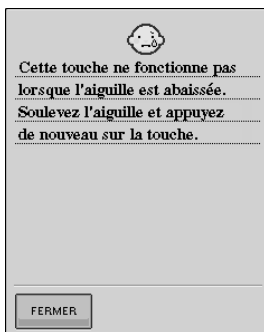 Cette touche ne fonctionne pas
lorsque l'aiguille est abaissée.
Soulevez l'aiguille et appuyez
de nouveau sur la touche.
FERMER